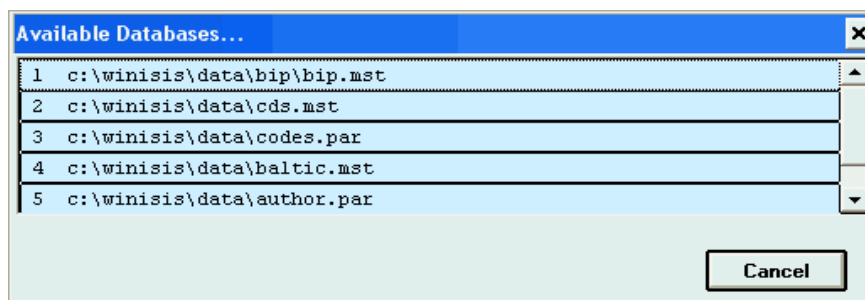 Available Databases...
1 c:\winisis\data\bip\bip.mst
2 c:\winisis\data\cds.mst
3 c:\winisis\data\codes.par
4 c:\winisis\data\baltic.mst
5 c:\winisis\data\author.par
Cancel